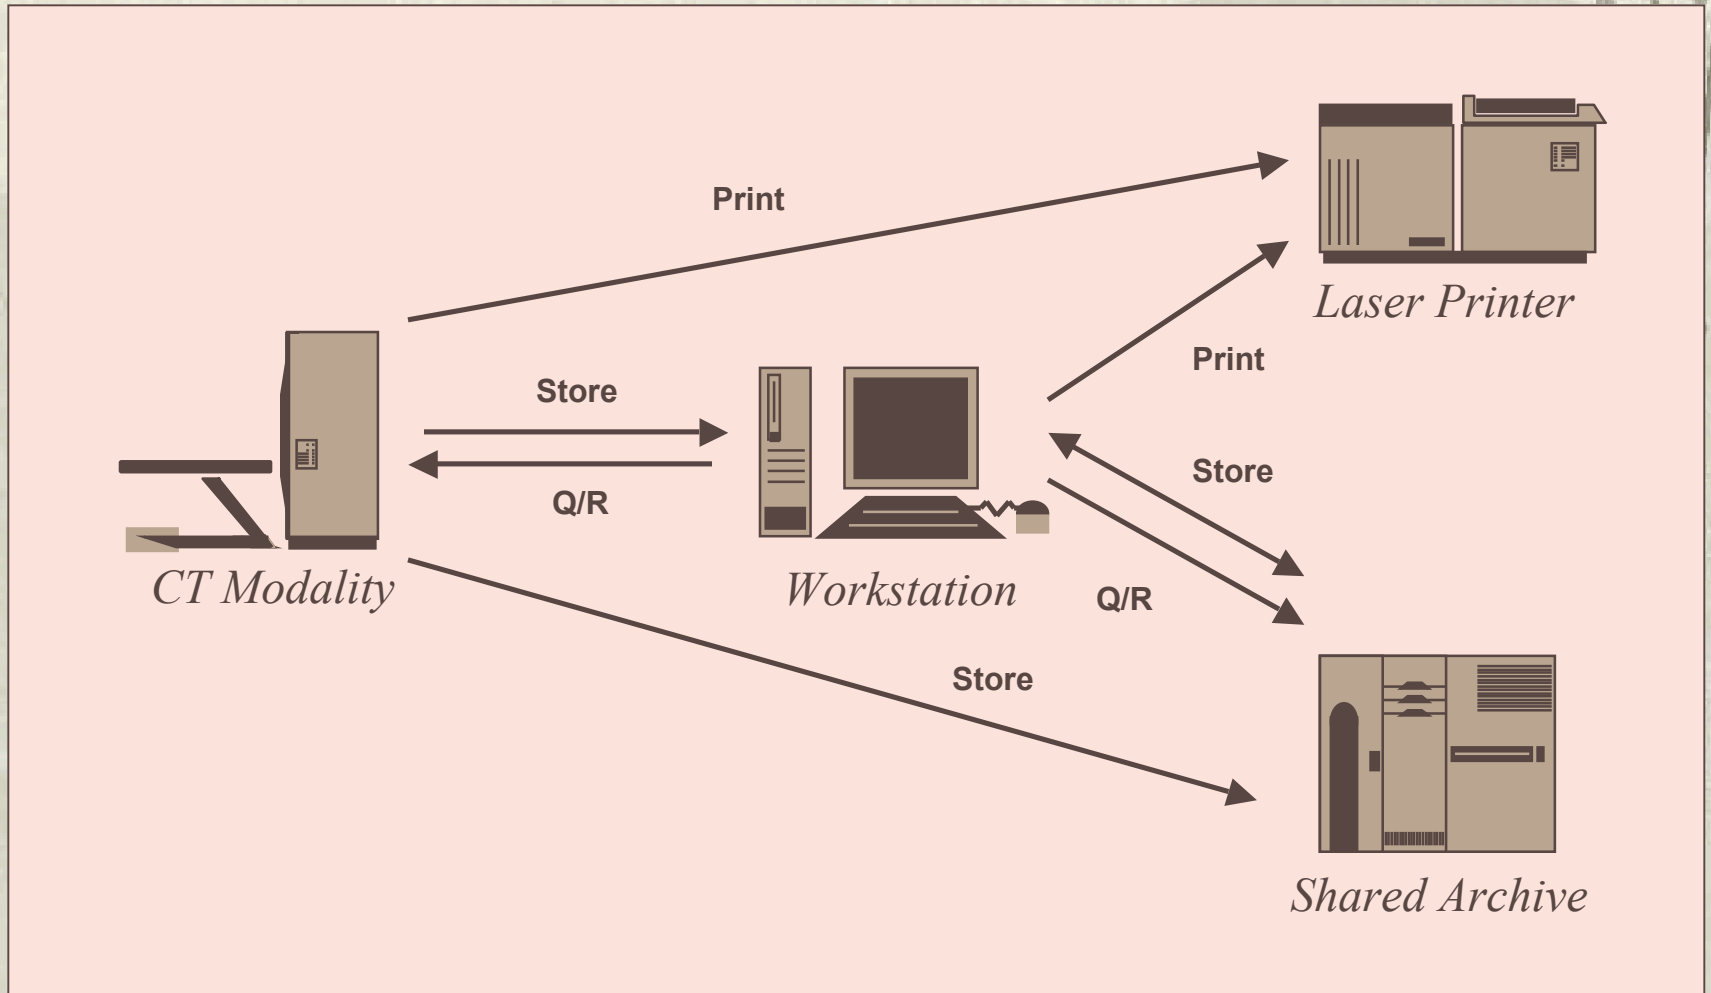 Print
Laser Printer
Print
Store
Q/R
Store
Q/R
Store
CT Modality
Workstation
Shared Archive